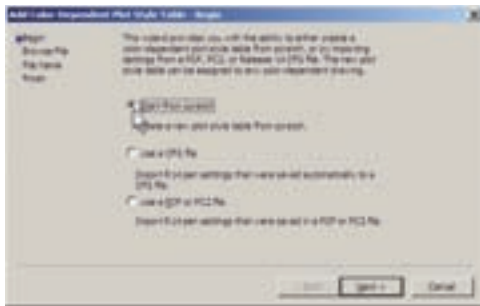 Add Color-Dependent Plot Style Table - Begin
Begin
Browse File
File name
Finish
This wizard provides you with the ability to either create a
color-dependent plot style table from scratch, or by importing
settings from a PCP, PC2, or Release 14 CFG file. The new plot
style table can be assigned to any color-dependent drawing.
Start from scratch
Create a new plot style table from scratch.
Use a CFG file
Import R14 pen settings that were saved automatically to a
CFG file.
Use a PCP or PC2 file
Import R14 pen settings that were saved in a PCP or PC2 file.
Next >
Cancel